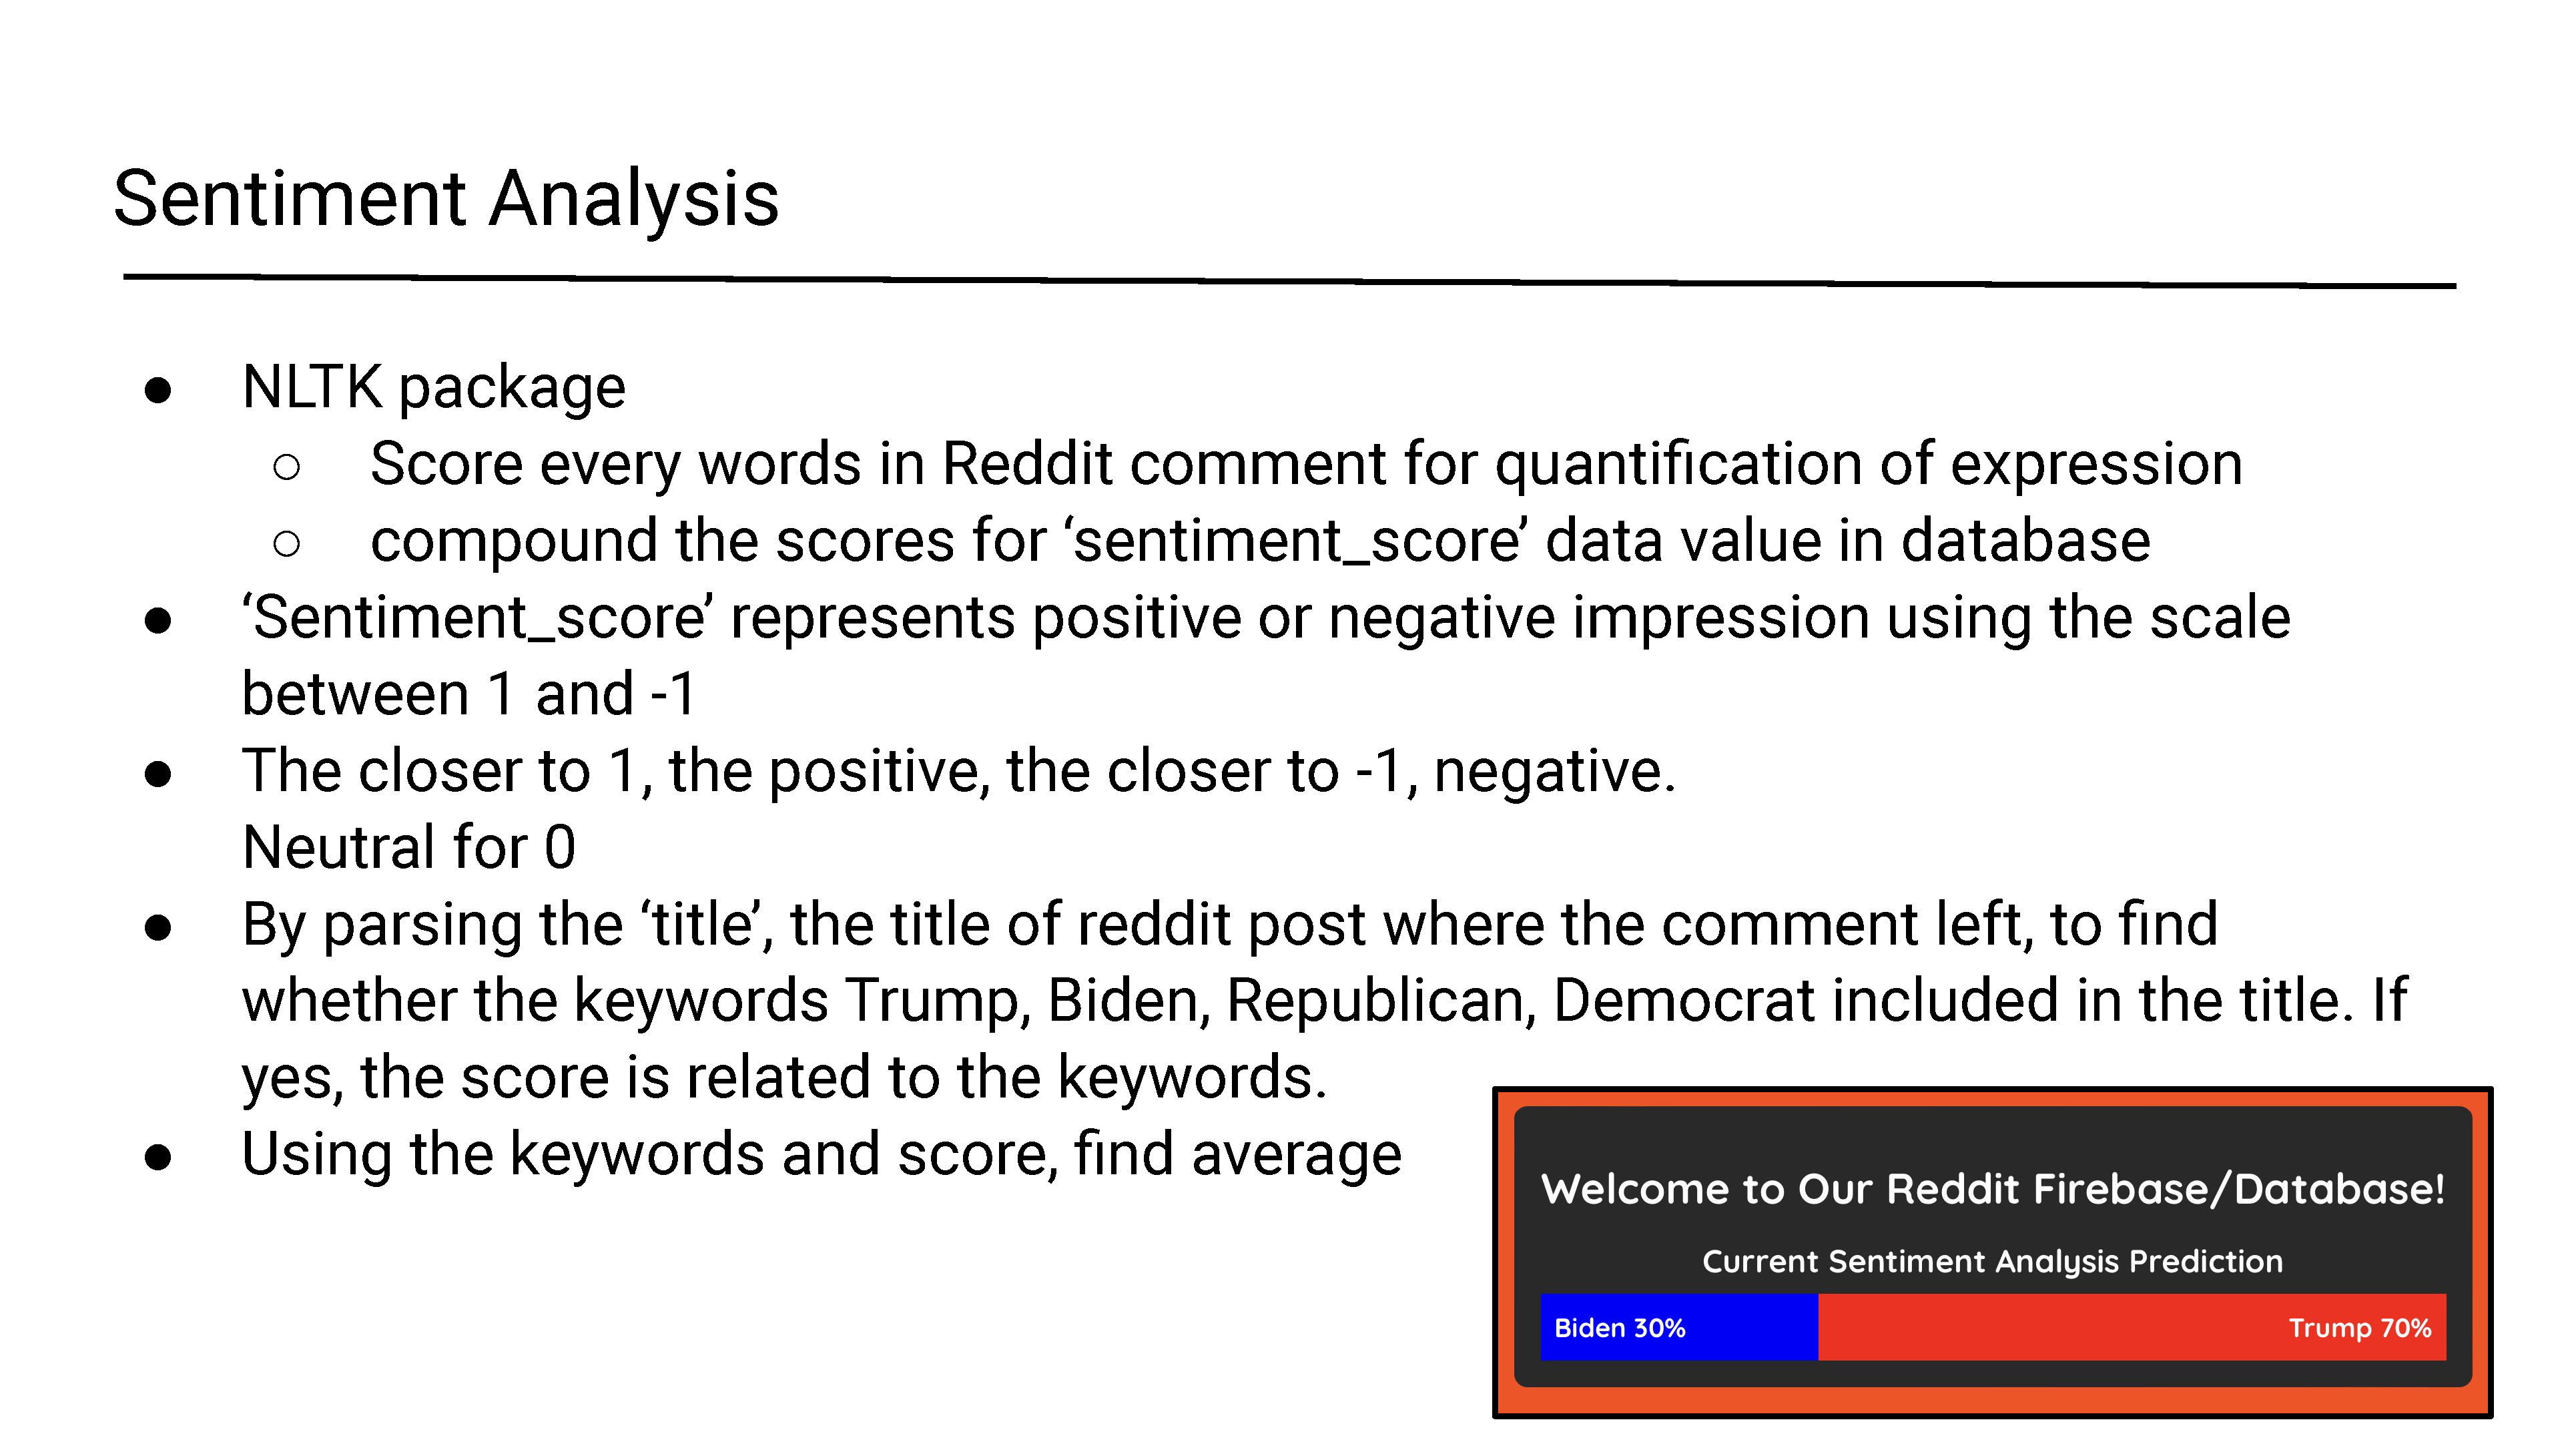 Sentiment Analysis
● NLTK package
○ Score every words in Reddit comment for quantification of expression
○ compound the scores for ‘sentiment_score’ data value in database
● ‘Sentiment_score’ represents positive or negative impression using the scale
between 1 and -1
● The closer to 1, the positive, the closer to -1, negative.
Neutral for 0
● By parsing the ‘title’, the title of reddit post where the comment left, to find
whether the keywords Trump, Biden, Republican, Democrat included in the title. If
yes, the score is related to the keywords.
● Using the keywords and score, find average
Welcome to Our Reddit Firebase/Database!
Current Sentiment Analysis Prediction
Biden 30% Trump 70%